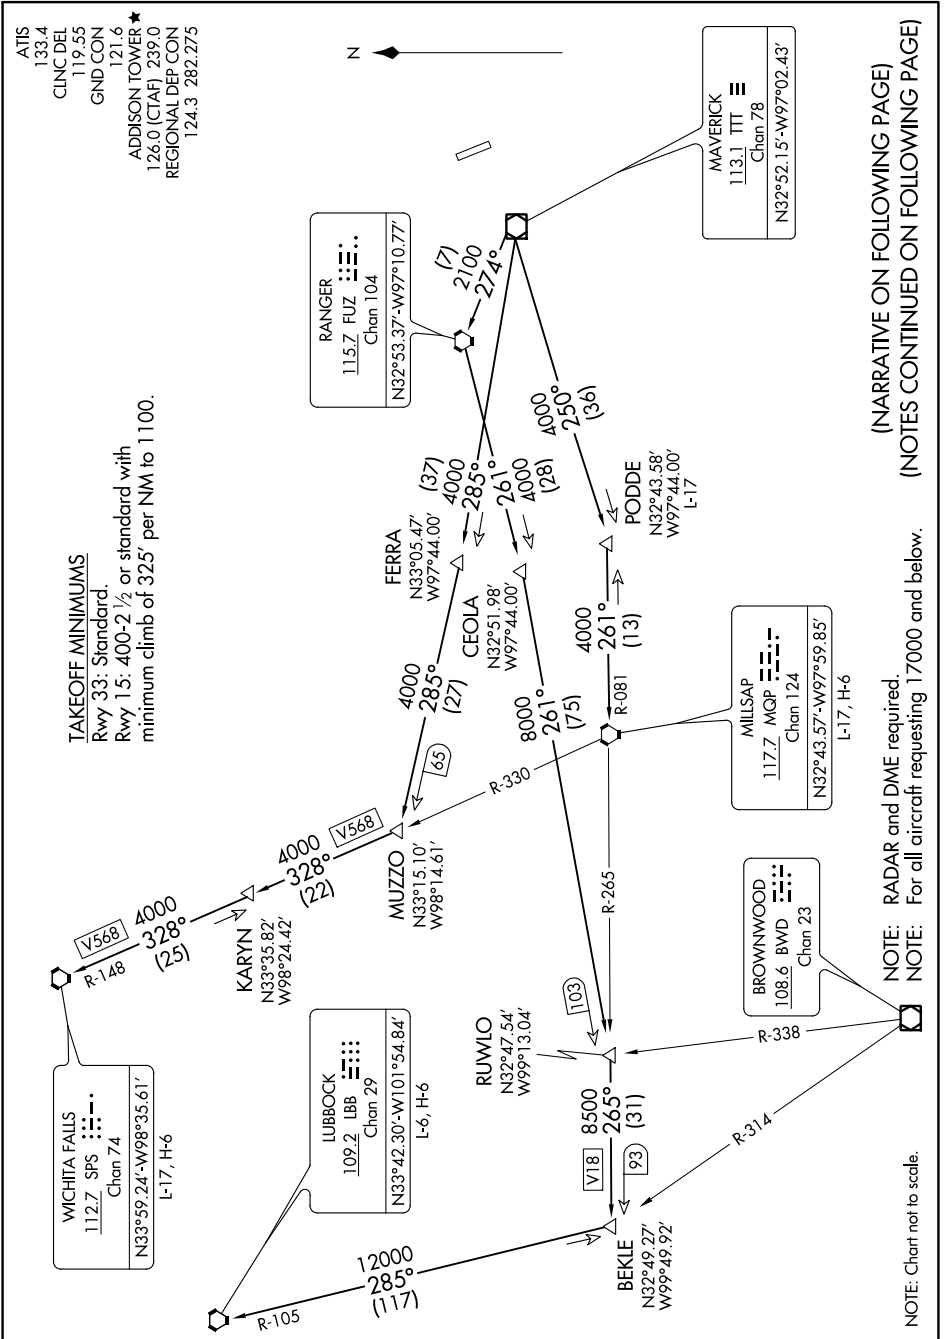 ATIS
133.4
CLNC DEL
119.55
GND CON
121.6
ADDISON TOWER★
126.0 (CTAF) 239.0
REGIONAL DEP CON
124.3 282.275
N
TAKEOFF MINIMUMS
Rwy 33: Standard.
Rwy 15: 400-2 ½ or standard with
minimum climb of 325' per NM to 1100.
RANGER
115.7 FUZ
Chan 104
N32°53.37'-W97°10.77'
MAVERICK
113.1 TTT
Chan 78
N32°52.15'-W97°02.43'
(7)
2100
274°
(37)
4000
285°
261°
4000
(28)
4000
250°
(36)
FERRA
N33°05.47'
W97°44.00'
CEOLA
N32°51.98'
W97°44.00'
PODDE
N32°43.58'
W97°44.00'
L-17
4000
285°
(27)
65
8000
261°
(75)
4000
261°
(13)
R-081
R-330
R-265
MILLSAP
117.7 MQP
Chan 124
N32°43.57'-W97°59.85'
L-17, H-6
MUZZO
N33°15.10'
W98°14.61'
V568
4000
328°
(22)
KARYN
N33°35.82'
W98°24.42'
V568
4000
328°
(25)
R-148
WICHITA FALLS
112.7 SPS
Chan 74
N33°59.24'-W98°35.61'
L-17, H-6
LUBBOCK
109.2 LBB
Chan 29
N33°42.30'-W101°54.84'
L-6, H-6
RUWLO
N32°47.54'
W99°13.04'
103
8500
265°
(31)
V18
93
BEKLE
N32°49.27'
W99°49.92'
12000
285°
(117)
R-105
BROWNWOOD
108.6 BWD
Chan 23
R-338
R-314
NOTE: RADAR and DME required.
NOTE: For all aircraft requesting 17000 and below.
(NARRATIVE ON FOLLOWING PAGE)
(NOTES CONTINUED ON FOLLOWING PAGE)
NOTE: Chart not to scale.